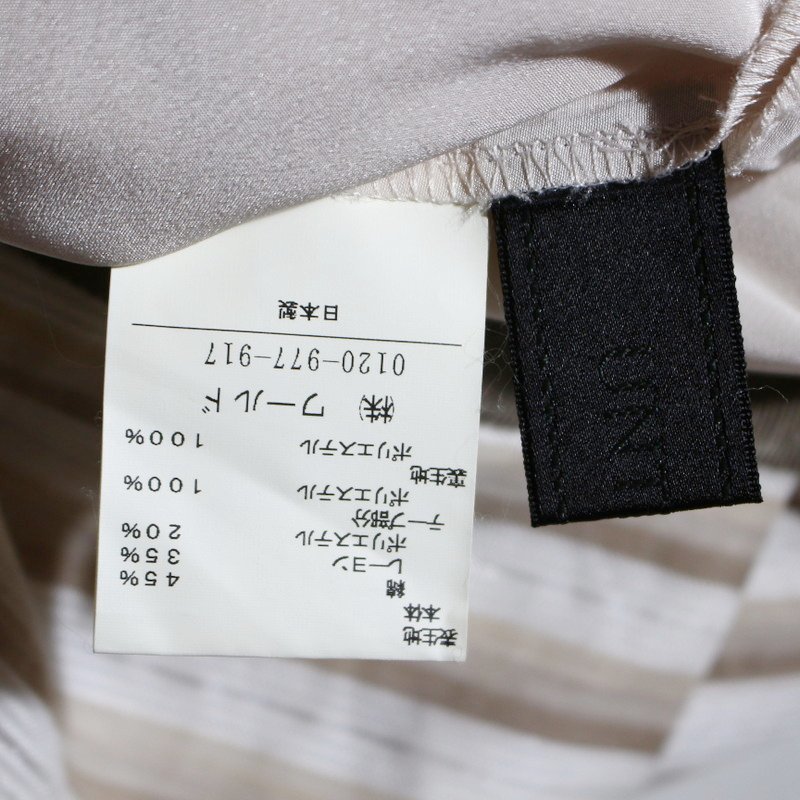 表生地
本体
綿 45%
レーヨン 35%
ポリエステル 20%
テープ部分
ポリエステル 100%
裏生地
ポリエステル 100%
㈱ ワールド
0120-977-917
日本製